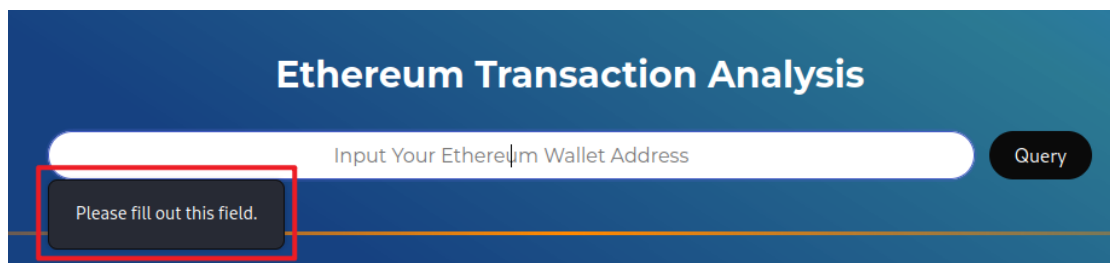 Ethereum Transaction Analysis
Input Your Ethereum Wallet Address
Query
Please fill out this field.